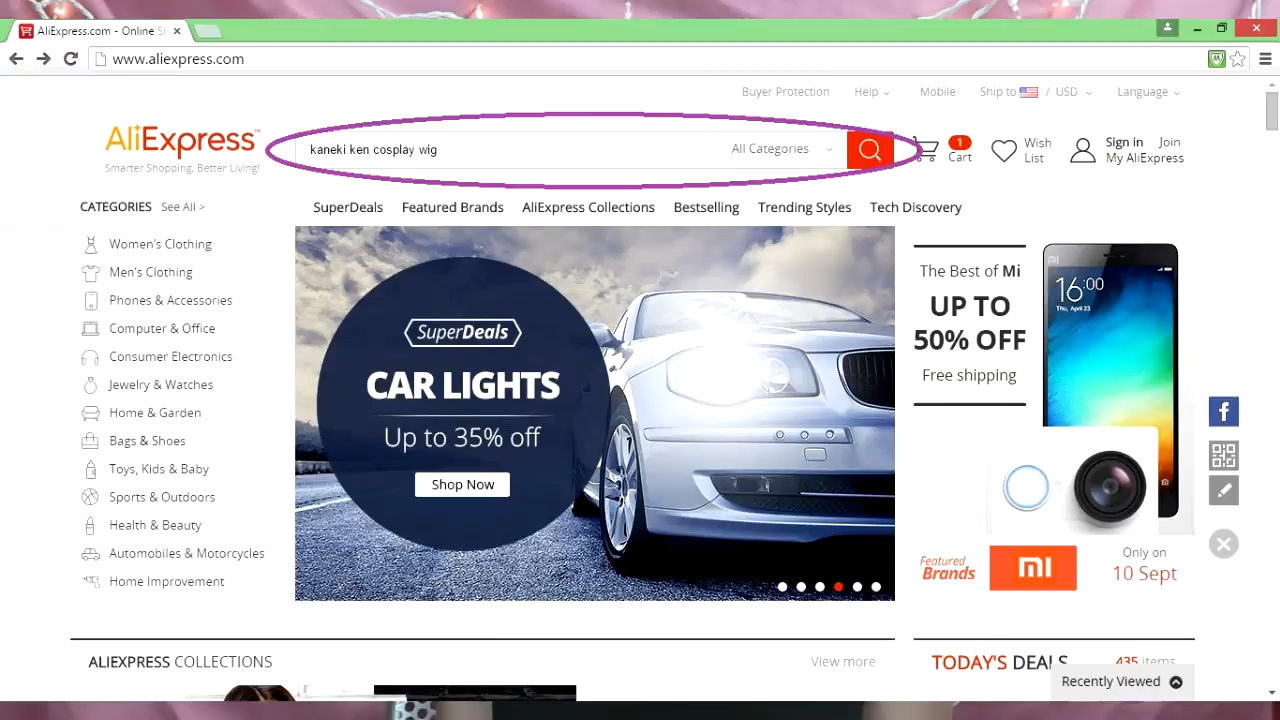 AliExpress.com - Online S
www.aliexpress.com
Buyer Protection Help Mobile Ship to / USD Language
AliExpress™
Smarter Shopping, Better Living!
kaneki ken cosplay wig
All Categories
1
Cart
Wish
List
Sign in Join
My AliExpress
CATEGORIES See All >
SuperDeals Featured Brands AliExpress Collections Bestselling Trending Styles Tech Discovery
Women's Clothing
Men's Clothing
Phones & Accessories
Computer & Office
Consumer Electronics
Jewelry & Watches
Home & Garden
Bags & Shoes
Toys, Kids & Baby
Sports & Outdoors
Health & Beauty
Automobiles & Motorcycles
Home Improvement
SuperDeals
CAR LIGHTS
Up to 35% off
Shop Now
The Best of Mi
UP TO
50% OFF
Free shipping
MI
16:00
Thu, April 23
Featured
Brands
MI
Only on
10 Sept
ALIEXPRESS COLLECTIONS
View more
TODAY'S DEALS
435 items
Recently Viewed